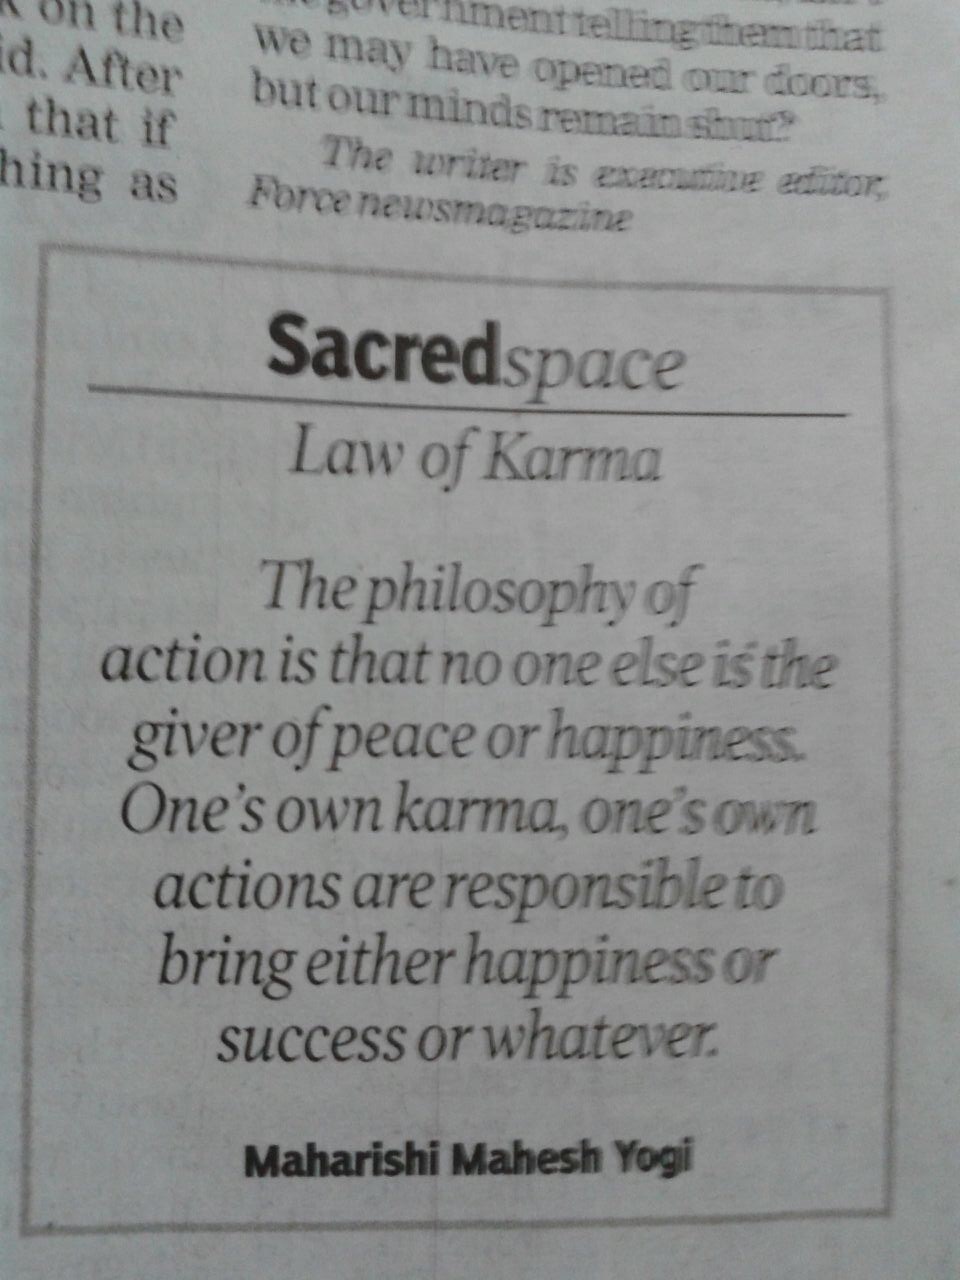 on the
id. After
that if
hing as
government telling them that
we may have opened our doors,
but our minds remain shut?
The writer is executive editor,
Force newsmagazine
Sacredspace
Law of Karma
The philosophy of
action is that no one else is the
giver of peace or happiness.
One's own karma, one's own
actions are responsible to
bring either happiness or
success or whatever.
Maharishi Mahesh Yogi